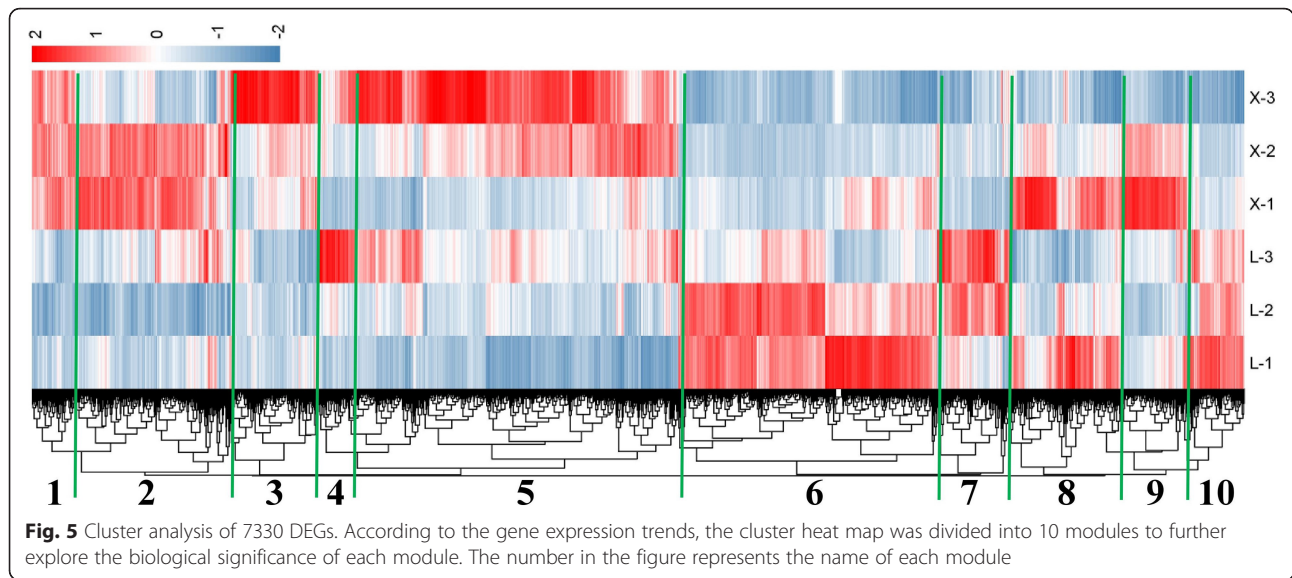 2 1 0 -1 -2
X-3
X-2
X-1
L-3
L-2
L-1
1 2 3 4 5 6 7 8 9 10
Fig. 5 Cluster analysis of 7330 DEGs. According to the gene expression trends, the cluster heat map was divided into 10 modules to further
explore the biological significance of each module. The number in the figure represents the name of each module